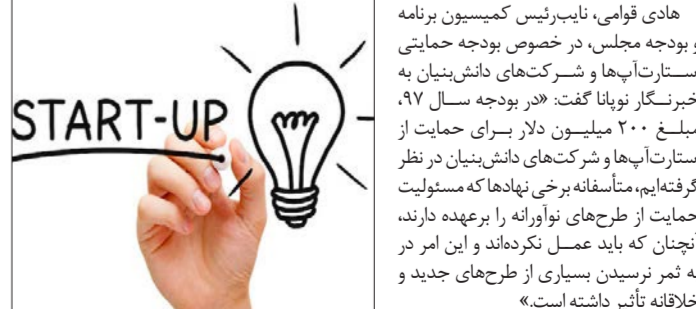 هادی قوامی، نایب‌رئیس کمیسیون برنامه
و بودجه مجلس، در خصوص بودجه حمایتی
ستارت‌آپ‌ها و شرکت‌های دانش‌بنیان به
خبرنگار نوپانا گفت: «در بودجه سال ۹۷،
مبلغ ۲۰۰ میلیون دلار برای حمایت از
ستارت‌آپ‌ها و شرکت‌های دانش‌بنیان در نظر
گرفته‌ایم، متأسفانه برخی نهادها که مسئولیت
حمایت از طرح‌های نوآورانه را برعهده دارند،
آنچنان که باید عمل نکرده‌اند و این امر در
به ثمر نرسیدن بسیاری از طرح‌های جدید و
خلاقانه تأثیر داشته است.»
START-UP